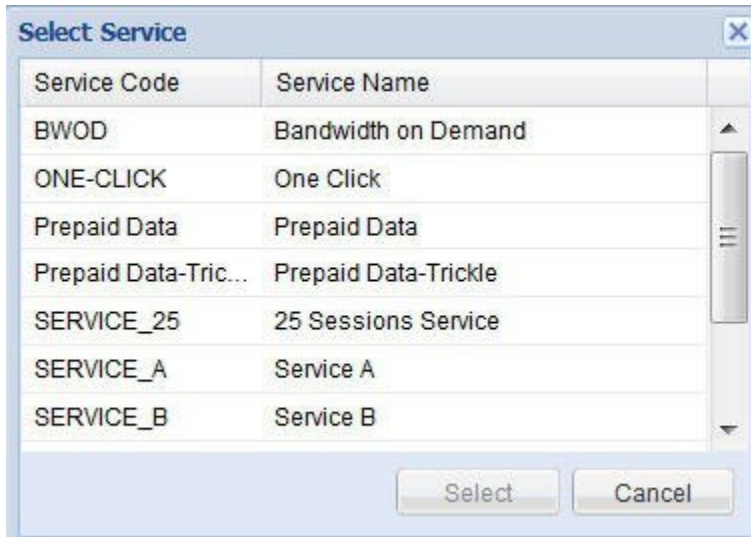 Select Service
Service Code Service Name
BWOD Bandwidth on Demand
ONE-CLICK One Click
Prepaid Data Prepaid Data
Prepaid Data-Tric... Prepaid Data-Trickle
SERVICE_25 25 Sessions Service
SERVICE_A Service A
SERVICE_B Service B
Select Cancel